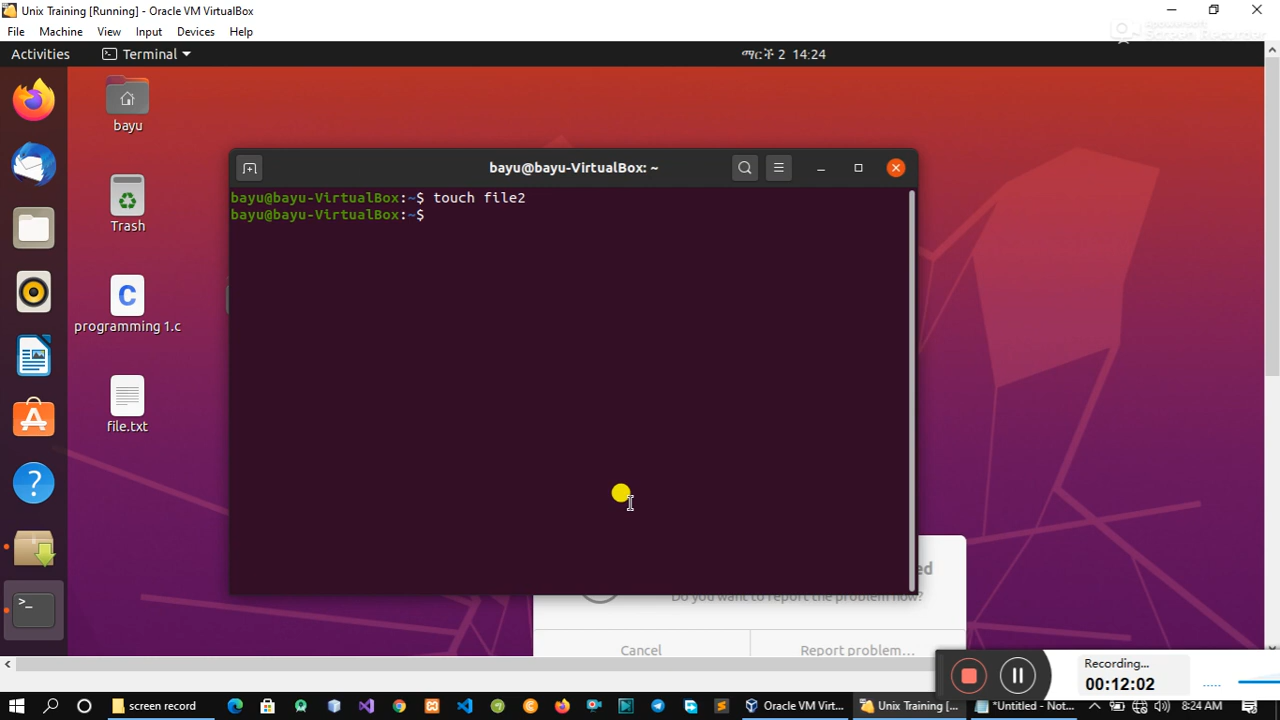 Unix Training [Running] - Oracle VM VirtualBox
File Machine View Input Devices Help
Activities Terminal ማርች 2 14:24
bayu
Trash
programming 1.c
file.txt
bayu@bayu-VirtualBox: ~
bayu@bayu-VirtualBox:~$ touch file2
bayu@bayu-VirtualBox:~$
Do you want to report the problem now?
Cancel Report problem...
Recording...
00:12:02
screen record
Oracle VM Virt...
Unix Training [...
*Untitled - Not...
8:24 AM